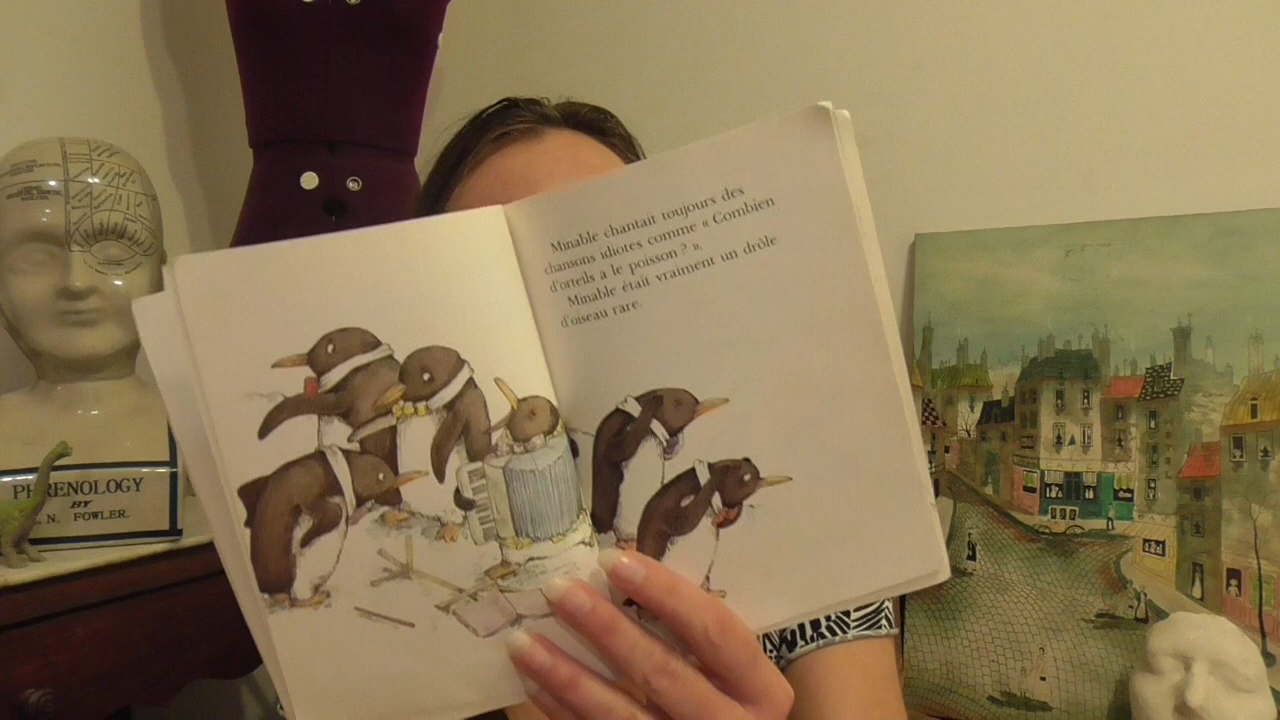 Minable chantait toujours des
chansons idiotes comme « Combien
d'orteils a le poisson ? ».
Minable était vraiment un drôle
d'oiseau rare.
PHRENOLOGY
BY
L. N. FOWLER.